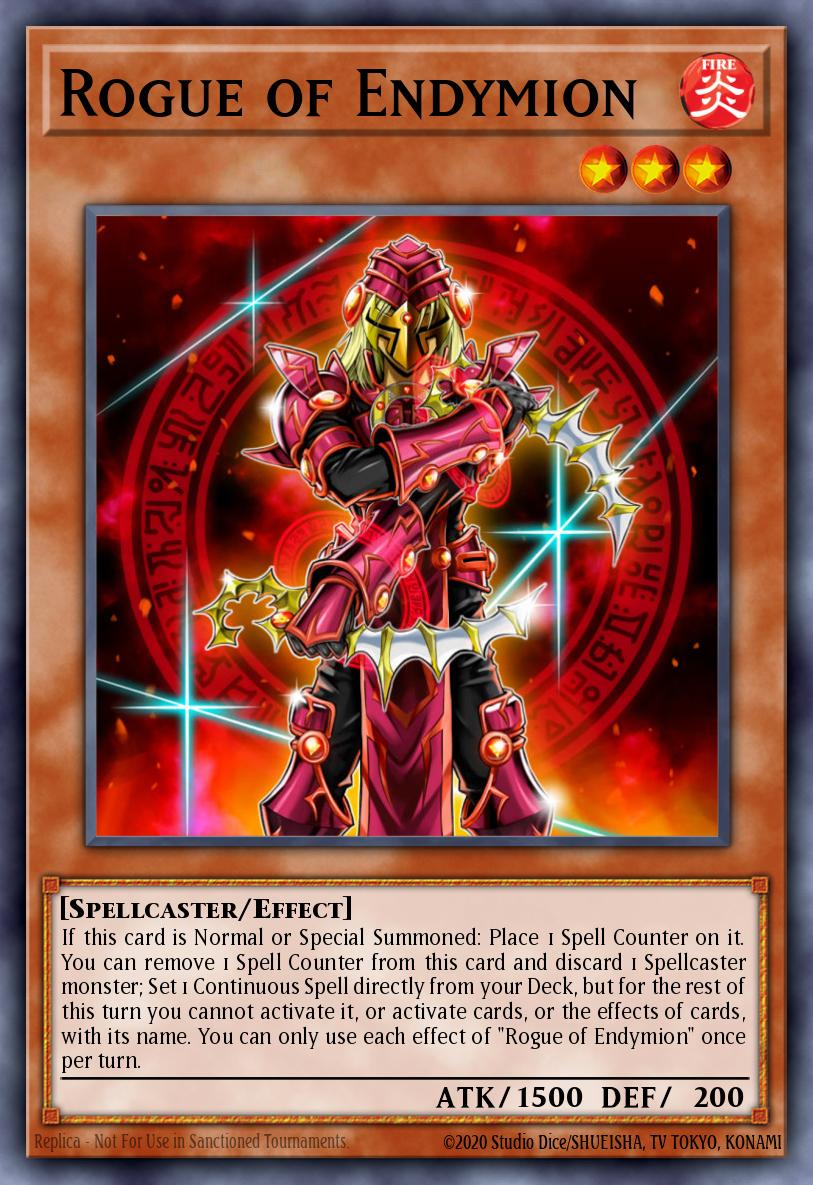 Rogue of Endymion
FIRE
炎
[Spellcaster/Effect]
If this card is Normal or Special Summoned: Place 1 Spell Counter on it.
You can remove 1 Spell Counter from this card and discard 1 Spellcaster
monster; Set 1 Continuous Spell directly from your Deck, but for the rest of
this turn you cannot activate it, or activate cards, or the effects of cards,
with its name. You can only use each effect of "Rogue of Endymion" once
per turn.
ATK/1500 DEF/ 200
Replica - Not For Use in Sanctioned Tournaments.
©2020 Studio Dice/SHUEISHA, TV TOKYO, KONAMI